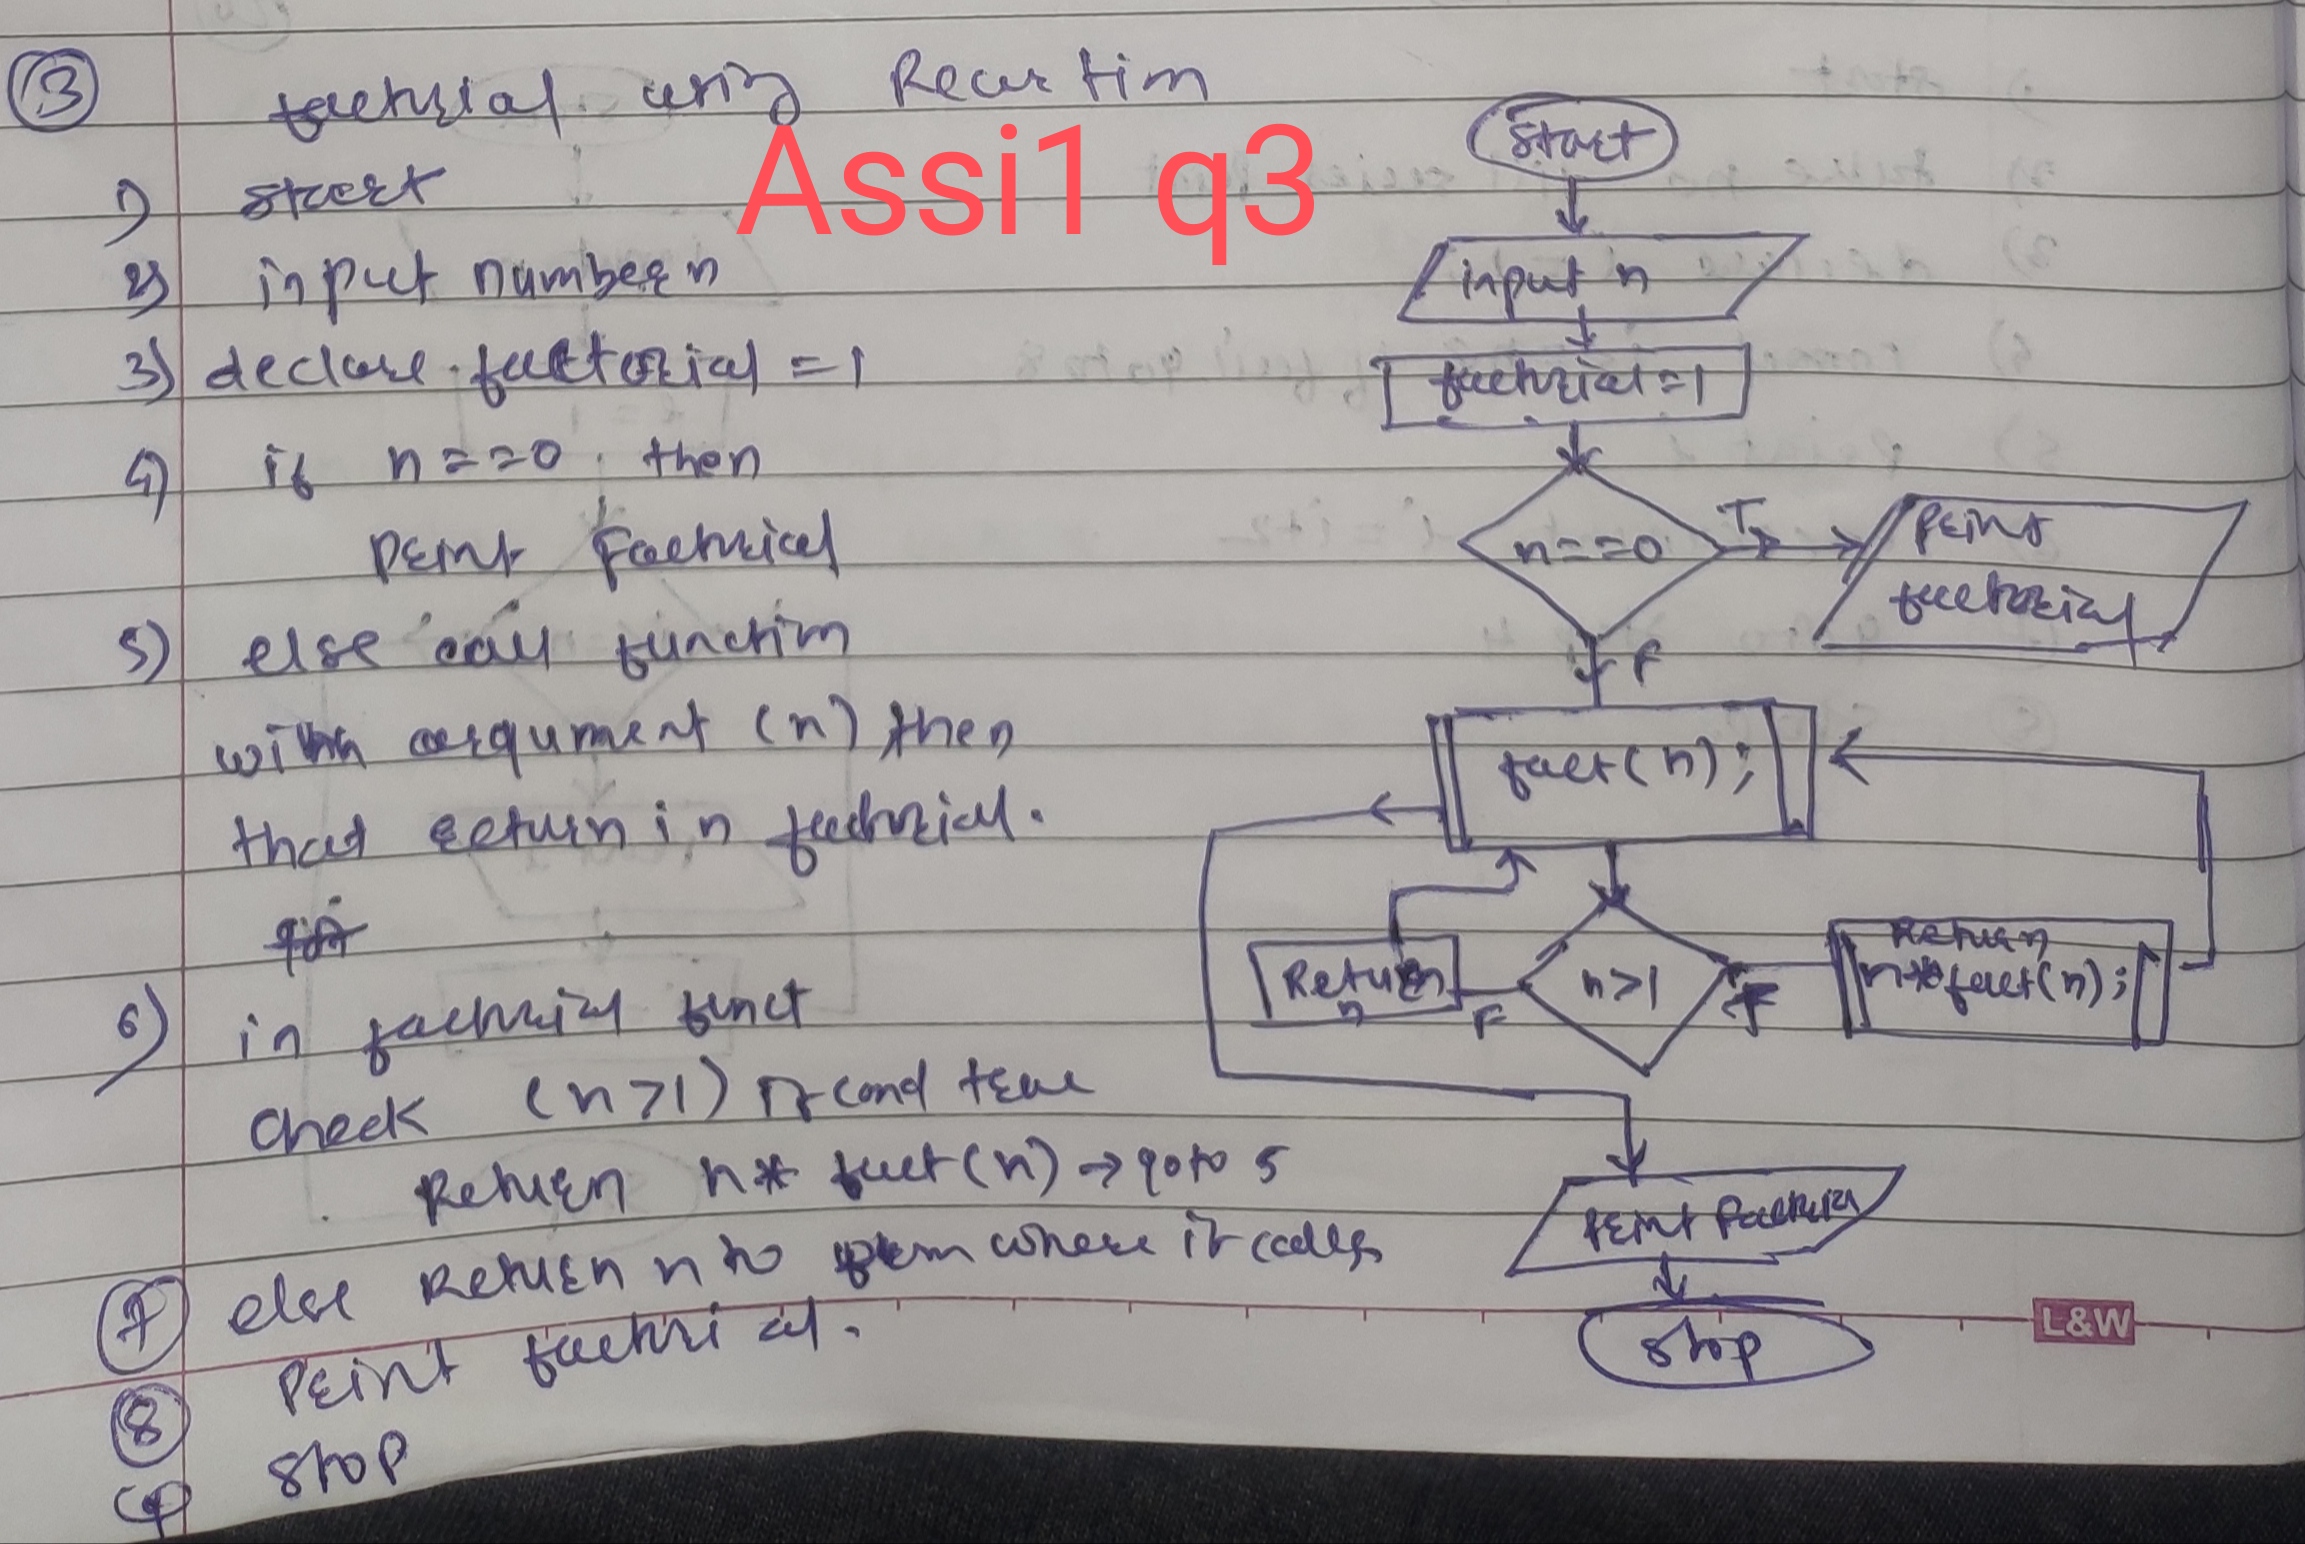 13
factorial using Recursion
Assi1 q3
1) start
2) input number n
3) declare factorial = 1
4) if n==0 then
Print factorial
5) else call function
with argument (n) then
that return in factorial.
6) in factorial funct
check (n>1) if cond true
Return n* fact(n) → goto 5
7 else Return n to where it calls
8 Print factorial.
9 stop
start
input n
factorial = 1
n==0
T
Print
factorial
F
fact(n);
Return
n
F
n>1
T
Return
n* fact(n);
Print factorial
stop
L&W